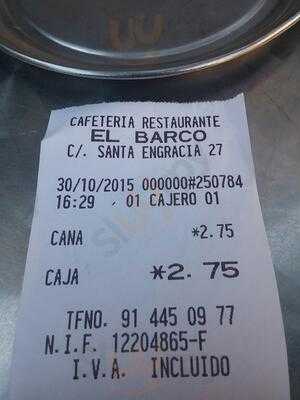 CAFETERIA RESTAURANTE
EL BARCO
C/. SANTA ENGRACIA 27
30/10/2015 000000#250784
16:29 . 01 CAJERO 01
CANA *2.75
CAJA *2.75
TFNO. 91 445 09 77
N.I.F. 12204865-F
I.V.A. INCLUIDO